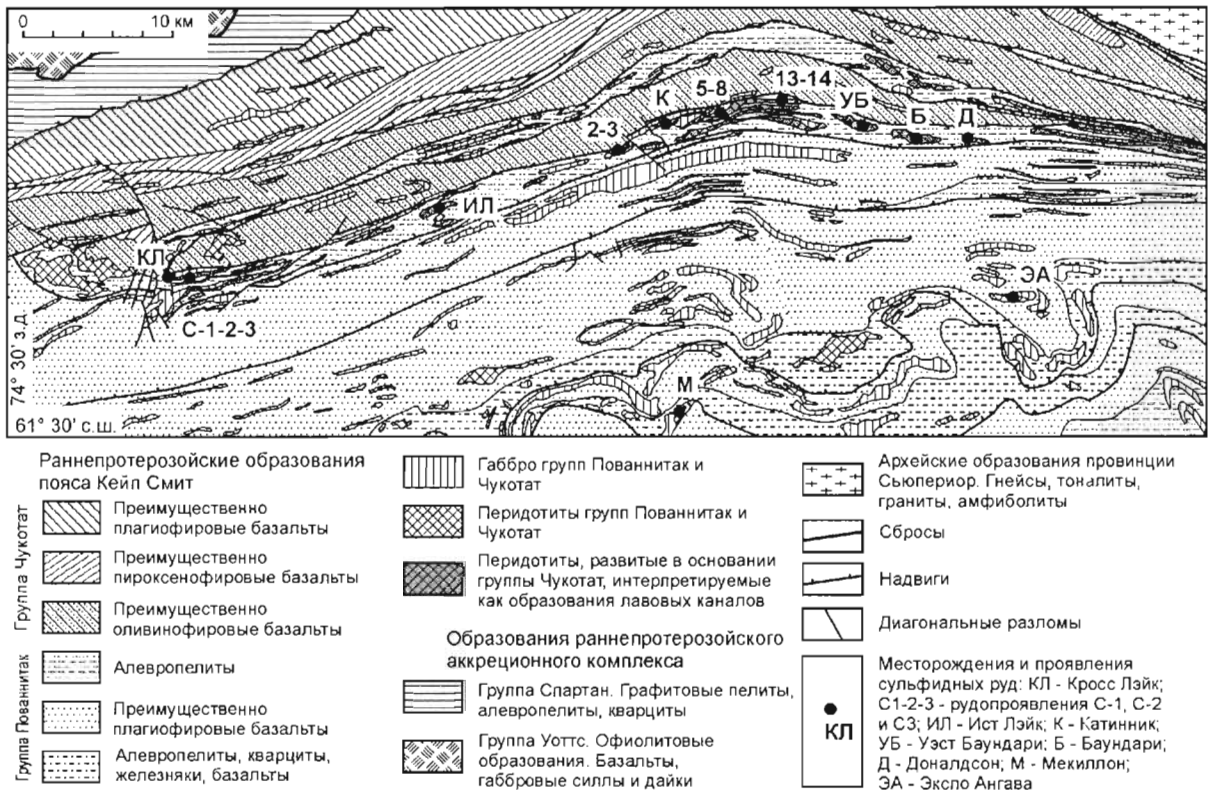 0 10 км
13-14
5-8
К
УБ
2-3
Б
Д
ИЛ
КЛ
ЭА
С-1-2-3
М
74° 30' з.д.
61° 30' с.ш.
Раннепротерозойские образования
пояса Кейп Смит
Группа Чукотат
Преимущественно
плагиофировые базальты
Преимущественно
пироксенофировые базальты
Преимущественно
оливинофировые базальты
Группа Пованнитак
Алевропелиты
Преимущественно
плагиофировые базальты
Алевропелиты, кварциты,
железняки, базальты
Габбро групп Пованнитак и
Чукотат
Перидотиты групп Пованнитак и
Чукотат
Перидотиты, развитые в основании
группы Чукотат, интерпретируемые
как образования лавовых каналов
Образования раннепротерозойского
аккреционного комплекса
Группа Спартан. Графитовые пелиты,
алевропелиты, кварциты
Группа Уоттс. Офиолитовые
образования. Базальты,
габбровые силлы и дайки
Архейские образования провинции
Сьюпериор. Гнейсы, тоналиты,
граниты, амфиболиты
Сбросы
Надвиги
Диагональные разломы
КЛ
Месторождения и проявления
сульфидных руд: КЛ - Кросс Лэйк;
С1-2-3 - рудопроявления С-1, С-2
и С3; ИЛ - Ист Лэйк; К - Катинник;
УБ - Уэст Баундари; Б - Баундари;
Д - Доналдсон; М - Мекиллон;
ЭА - Экспо Ангава